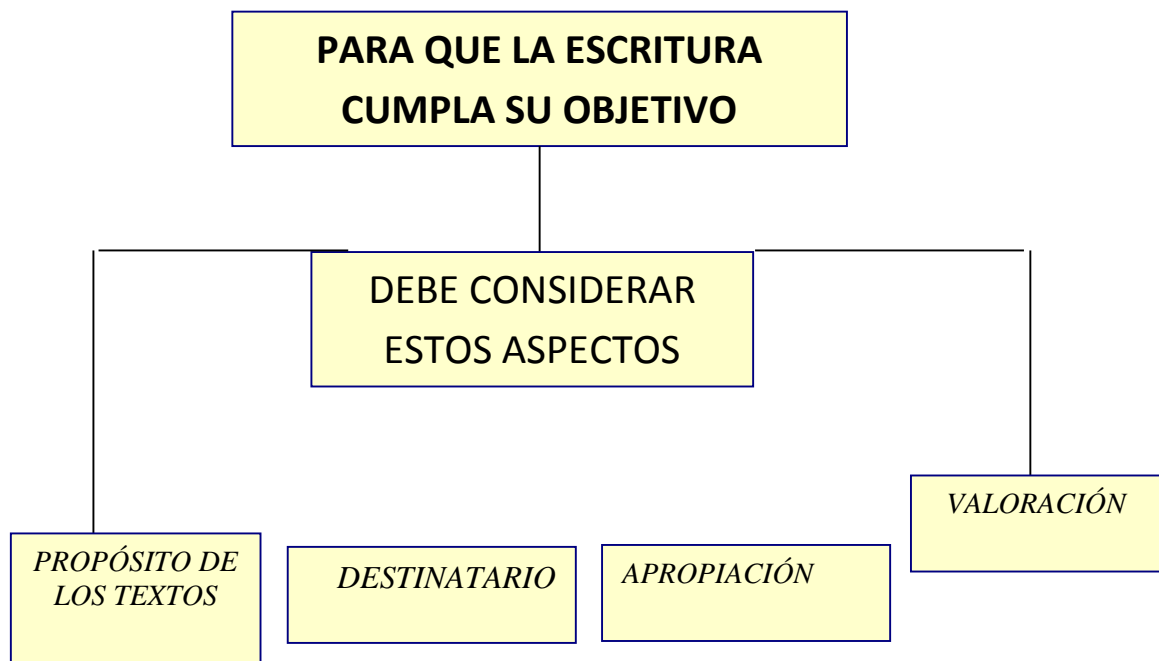 PARA QUE LA ESCRITURA
CUMPLA SU OBJETIVO
DEBE CONSIDERAR
ESTOS ASPECTOS
PROPÓSITO DE
LOS TEXTOS
DESTINATARIO
APROPIACIÓN
VALORACIÓN